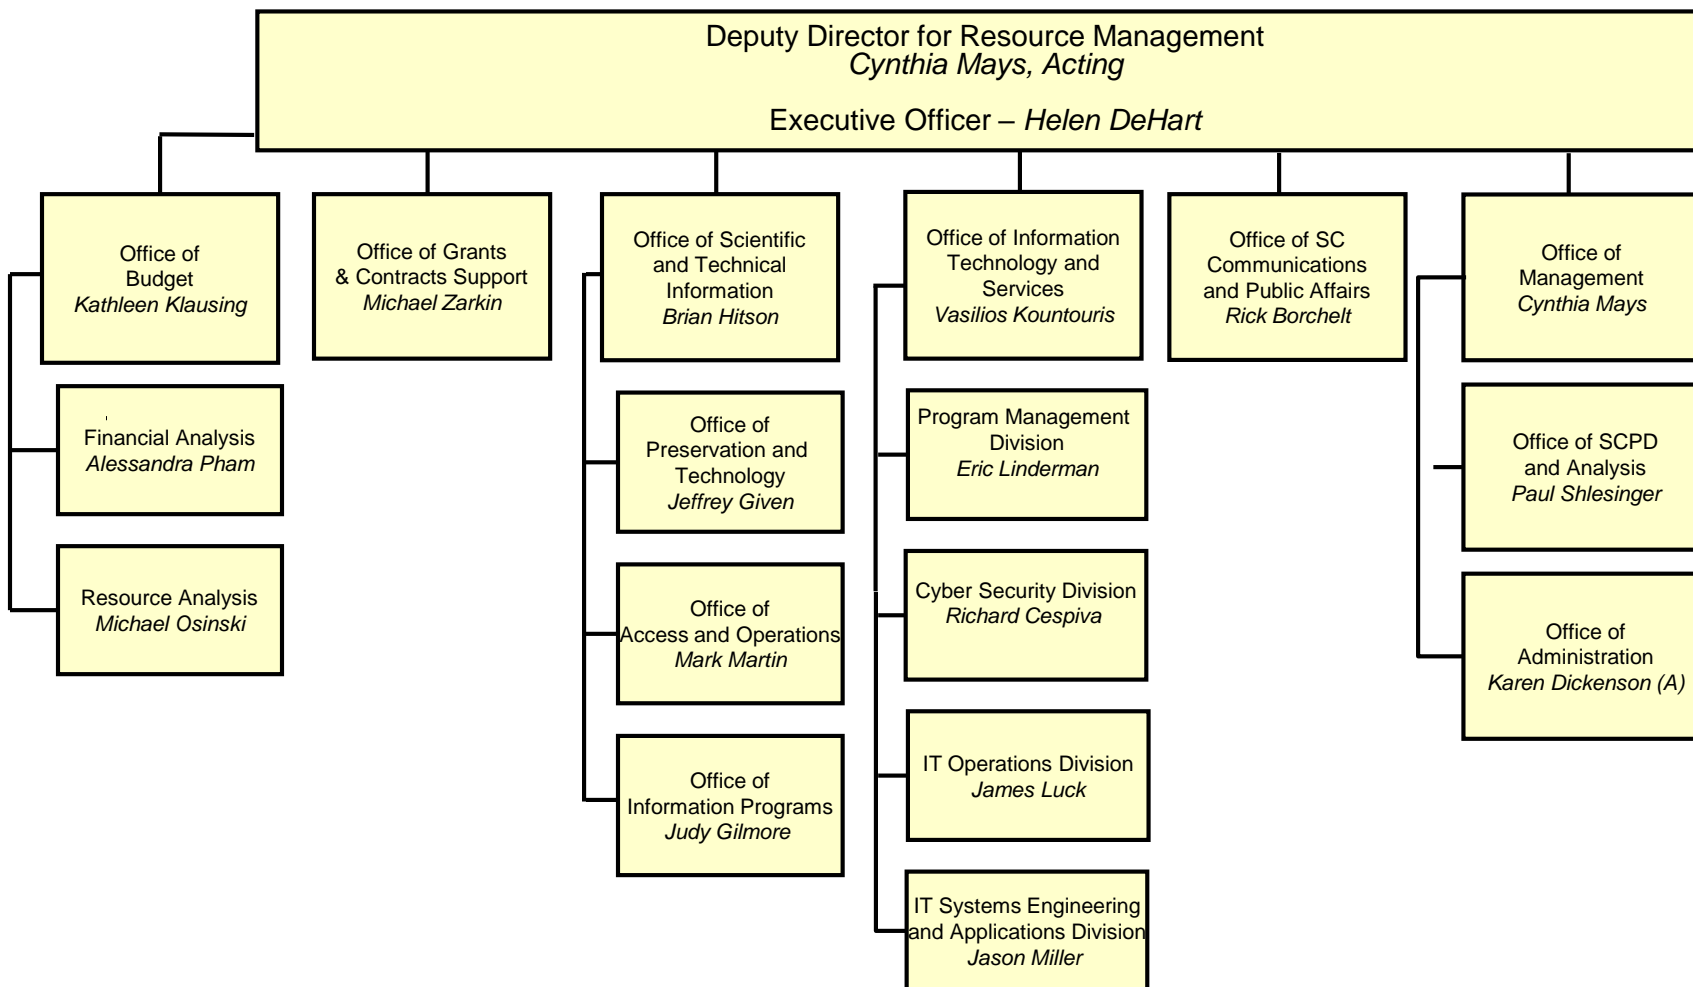 Deputy Director for Resource Management
Cynthia Mays, Acting
Executive Officer – Helen DeHart
Office of
Budget
Kathleen Klausing
Financial Analysis
Alessandra Pham
Resource Analysis
Michael Osinski
Office of Grants
& Contracts Support
Michael Zarkin
Office of Scientific
and Technical
Information
Brian Hitson
Office of
Preservation and
Technology
Jeffrey Given
Office of
Access and Operations
Mark Martin
Office of
Information Programs
Judy Gilmore
Office of Information
Technology and
Services
Vasilios Kountouris
Program Management
Division
Eric Linderman
Cyber Security Division
Richard Cespiva
IT Operations Division
James Luck
IT Systems Engineering
and Applications Division
Jason Miller
Office of SC
Communications
and Public Affairs
Rick Borchelt
Office of
Management
Cynthia Mays
Office of SCPD
and Analysis
Paul Shlesinger
Office of
Administration
Karen Dickenson (A)